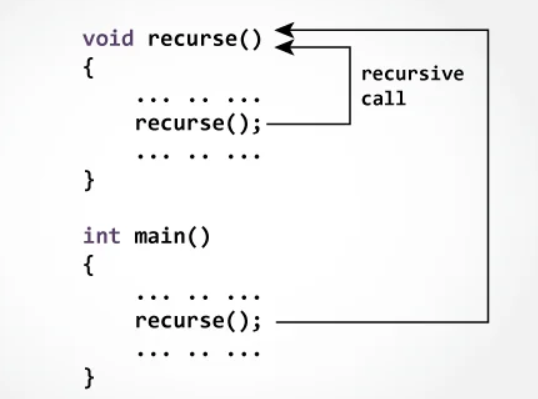 void recurse()
{
... .. ...
recurse();
... .. ...
}
recursive
call
int main()
{
... .. ...
recurse();
... .. ...
}